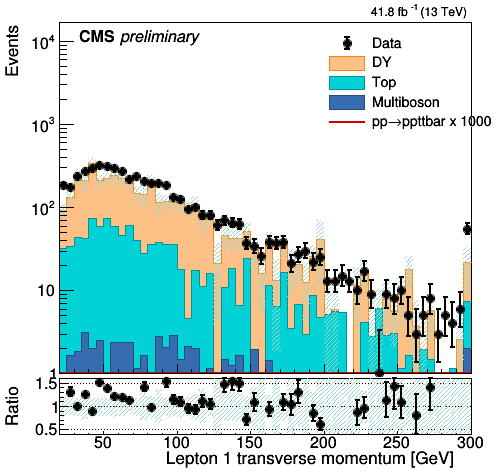 41.8 fb⁻¹ (13 TeV)
CMS preliminary
Events
10⁴
10³
10²
10
1
Data
DY
Top
Multiboson
pp→ppttbar x 1000
Ratio
1.5
1
0.5
50 100 150 200 250 300
Lepton 1 transverse momentum [GeV]